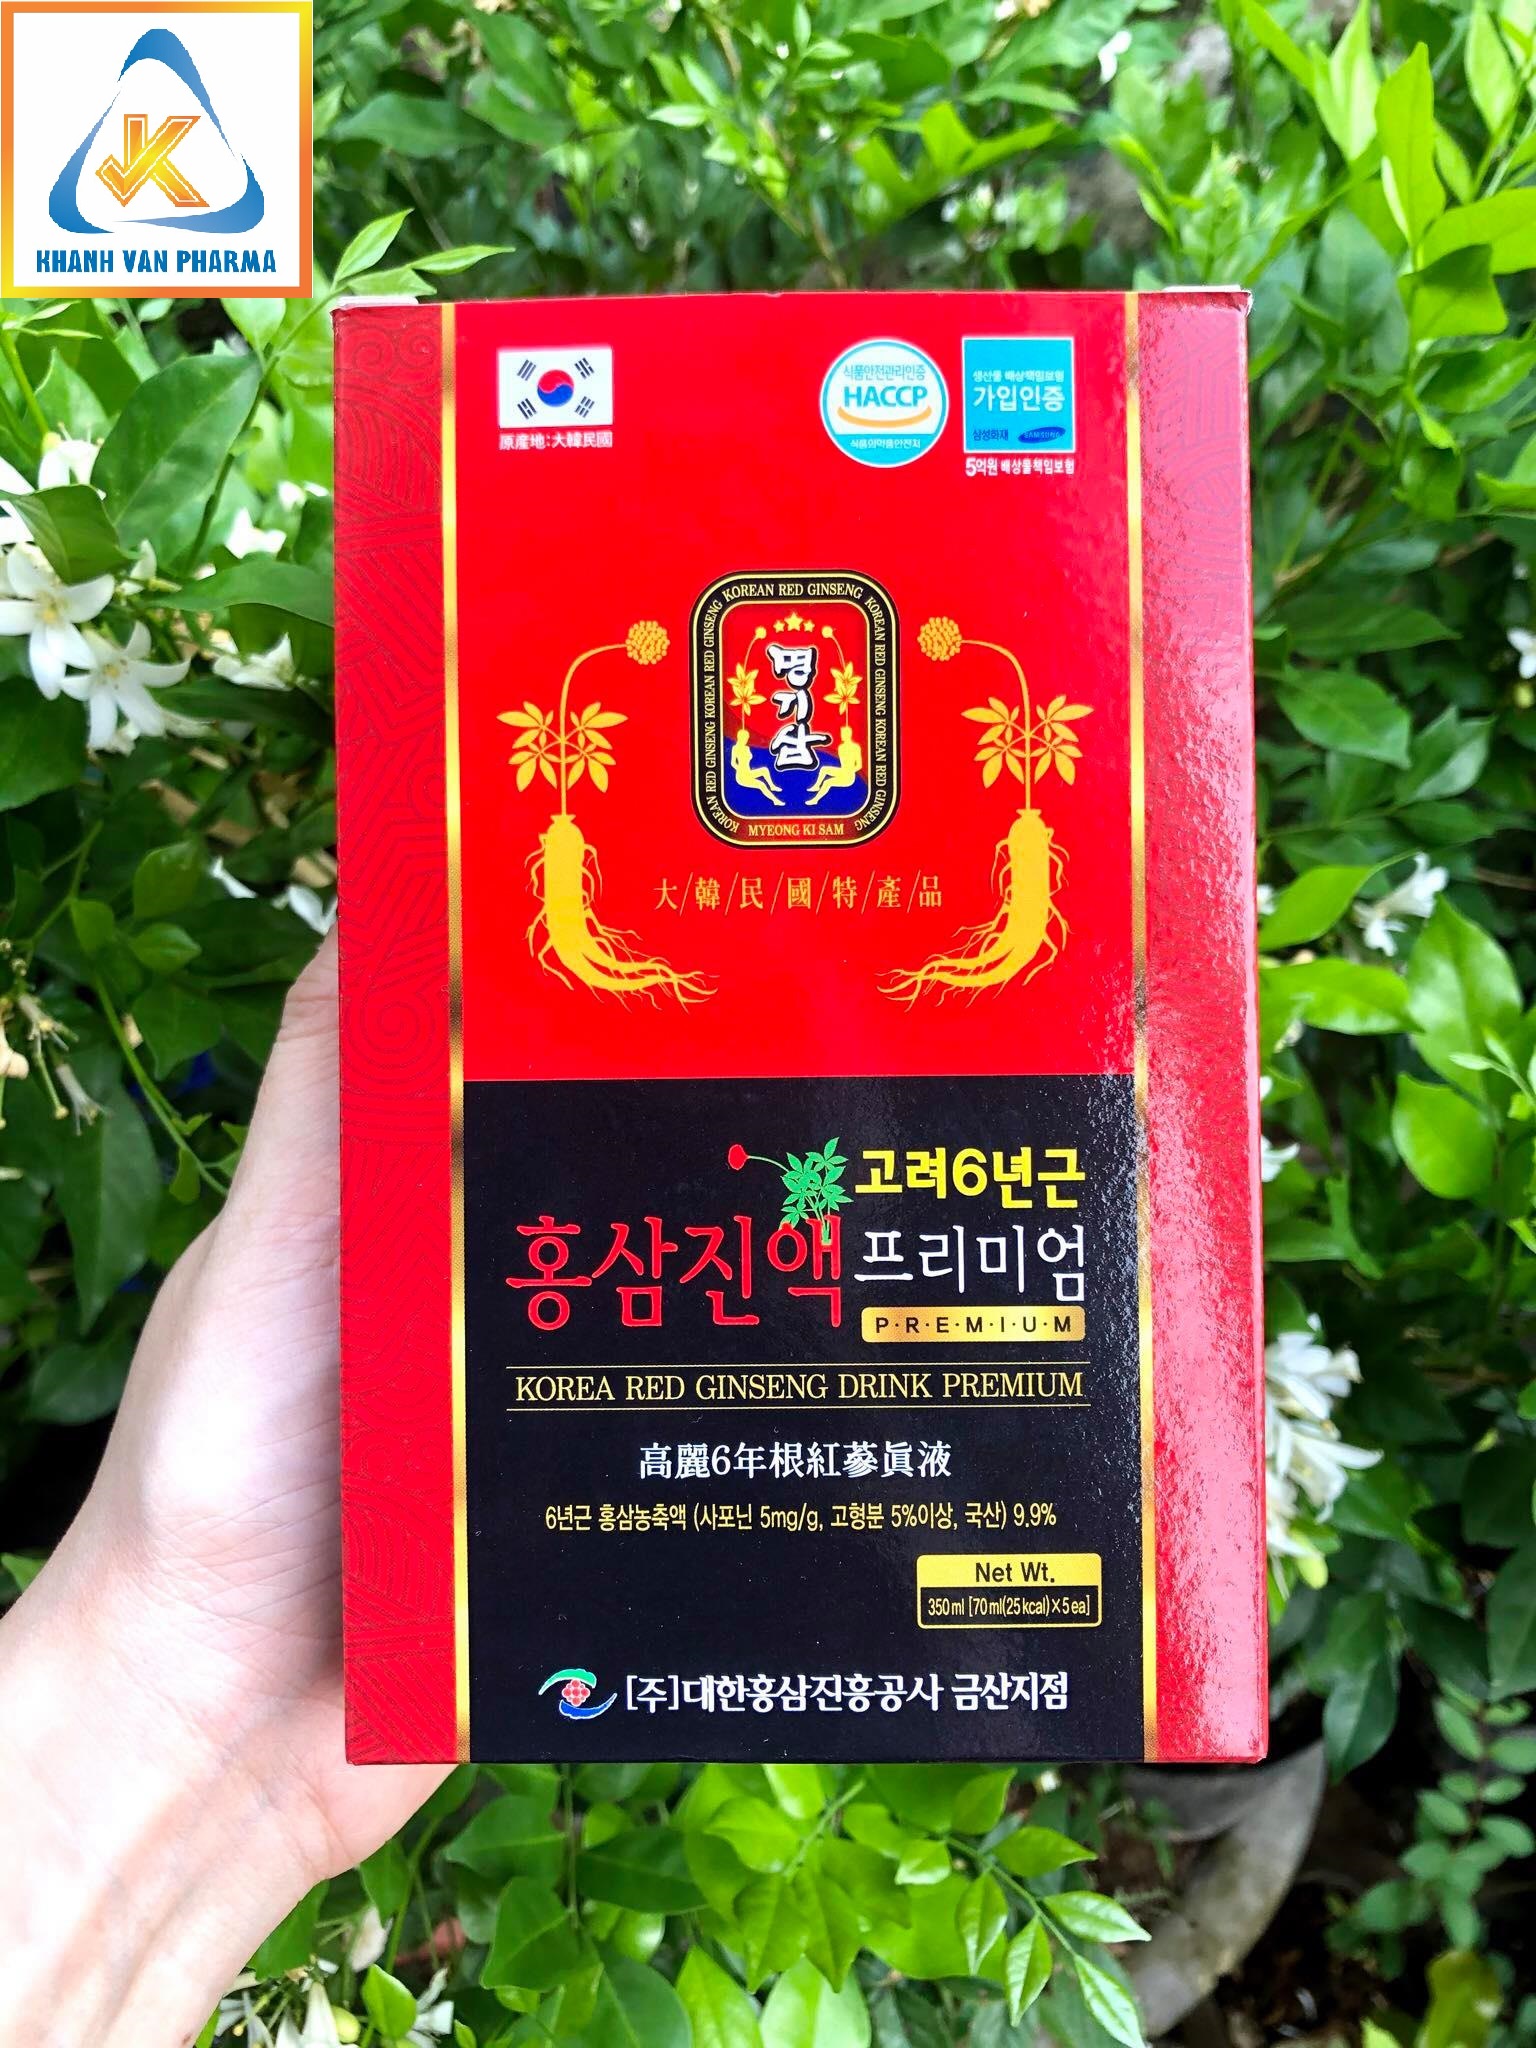 KHANH VAN PHARMA
原産地:大韓民國
식품안전관리인증
HACCP
식품의약품안전처
생산물 배상책임보험
가입인증
삼성화재 SAMSUNG
5억원 배상물책임보험
KOREAN RED GINSENG KOREAN RED GINSENG KOREAN RED GINSENG KOREAN RED GINSENG KOREAN RED GINSENG
명기삼
MYEONG KI SAM
大/韓/民/國/特/產/品
고려6년근
홍삼진액 프리미엄
P·R·E·M·I·U·M
KOREA RED GINSENG DRINK PREMIUM
高麗6年根紅蔘眞液
6년근 홍삼농축액 (사포닌 5mg/g, 고형분 5%이상, 국산) 9.9%
Net Wt.
350ml [70ml(25kcal)×5ea]
[주]대한홍삼진흥공사 금산지점